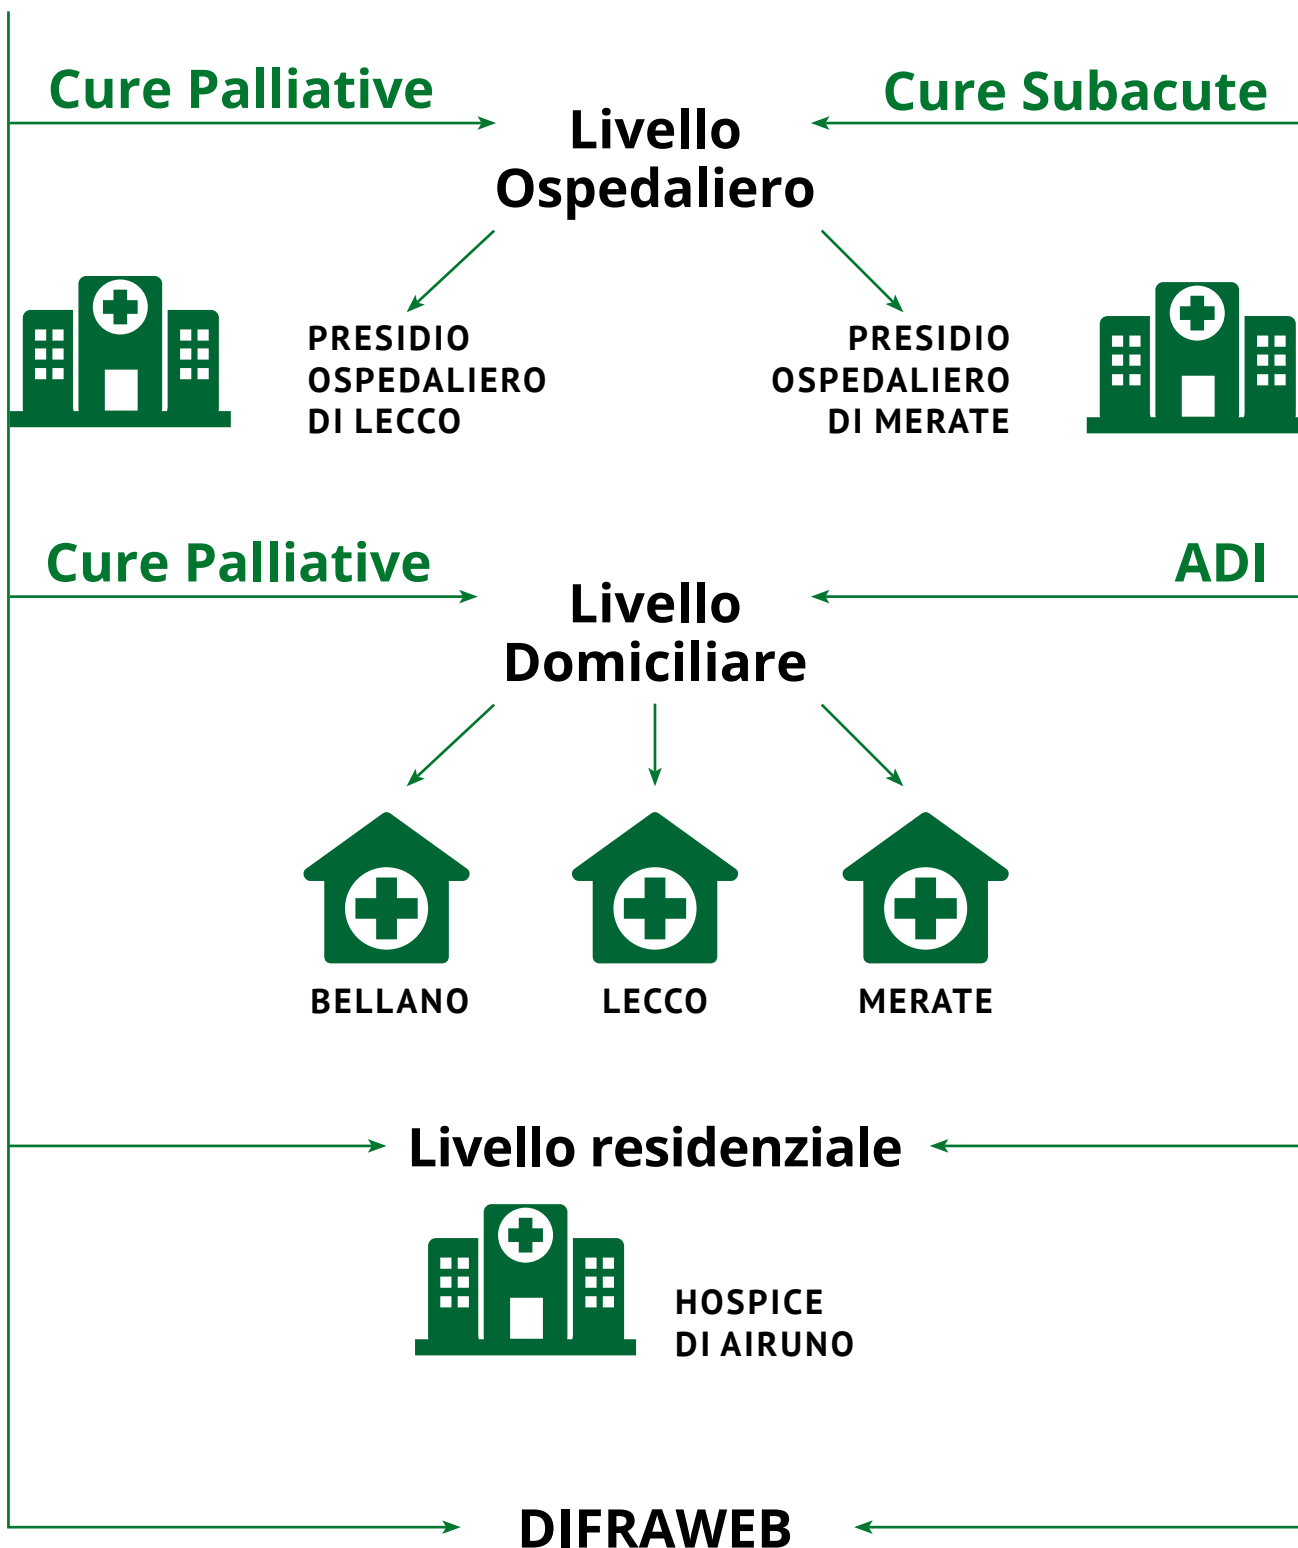 Cure Palliative
Cure Subacute
Livello
Ospedaliero
PRESIDIO
OSPEDALIERO
DI LECCO
PRESIDIO
OSPEDALIERO
DI MERATE
Cure Palliative
ADI
Livello
Domiciliare
BELLANO
LECCO
MERATE
Livello residenziale
HOSPICE
DI AIRUNO
DIFRAWEB